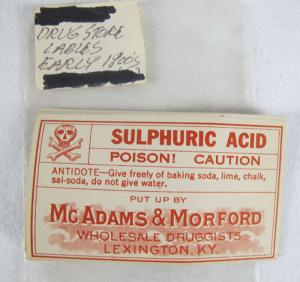 DRUG STORE
LABLES
EARLY 1900'S
SULPHURIC ACID
POISON! CAUTION
ANTIDOTE—Give freely of baking soda, lime, chalk,
sal-soda, do not give water.
PUT UP BY
MCADAMS & MORFORD
WHOLESALE DRUGGISTS
LEXINGTON, KY.